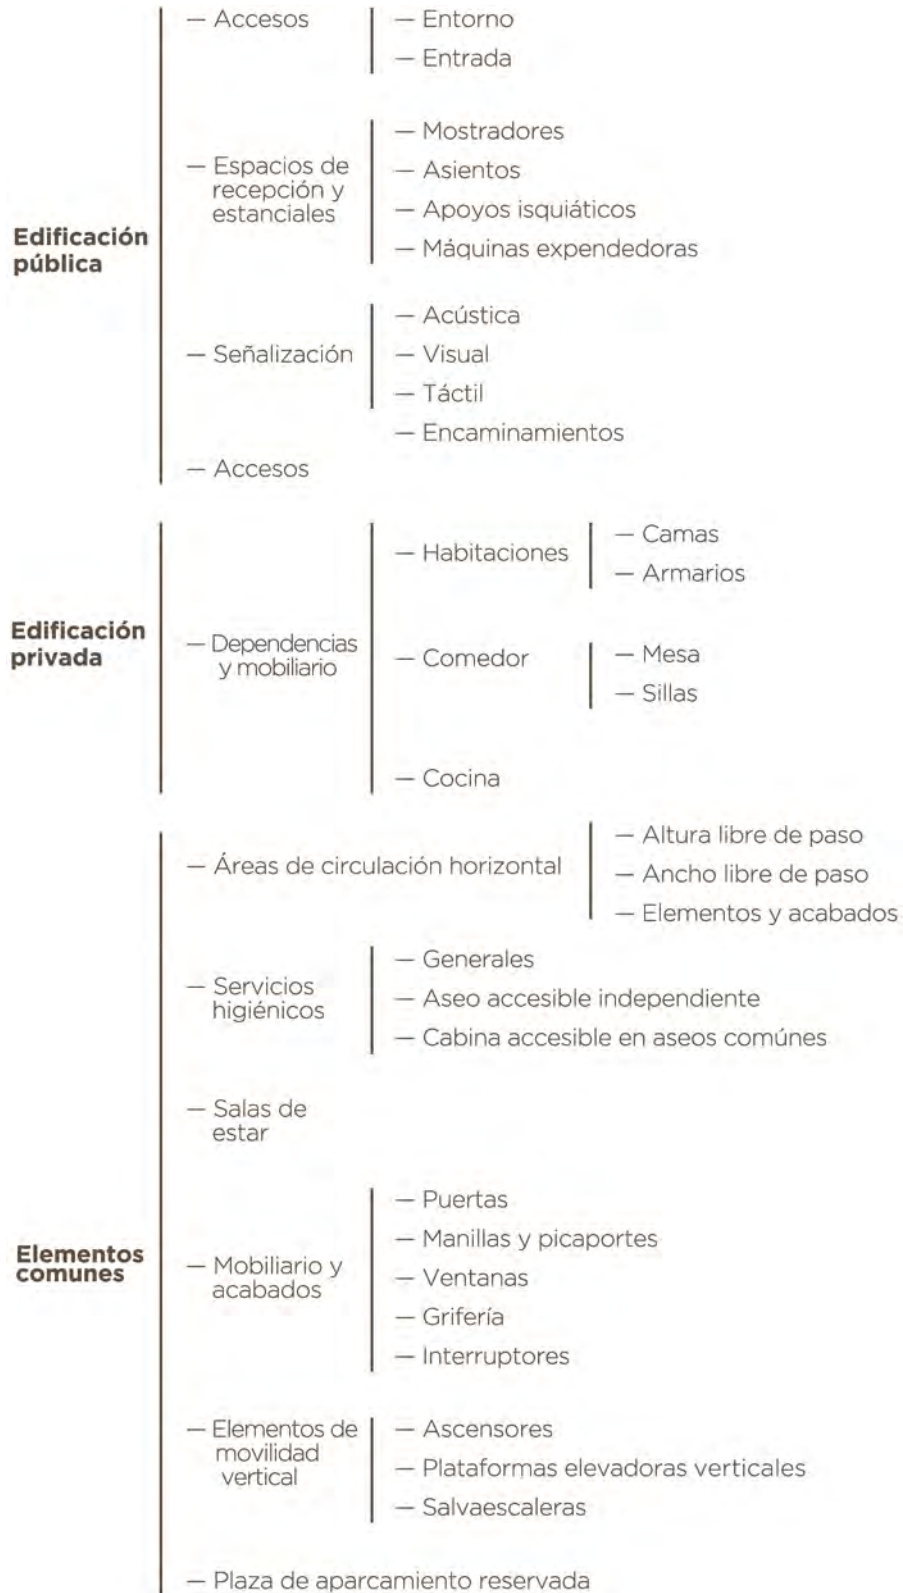 — Accesos
— Entorno
— Entrada
Edificación
pública
— Espacios de
recepción y
estanciales
— Mostradores
— Asientos
— Apoyos isquiáticos
— Máquinas expendedoras
— Señalización
— Acústica
— Visual
— Táctil
— Encaminamientos
— Accesos
Edificación
privada
— Dependencias
y mobiliario
— Habitaciones
— Camas
— Armarios
— Comedor
— Mesa
— Sillas
— Cocina
Elementos
comunes
— Áreas de circulación horizontal
— Altura libre de paso
— Ancho libre de paso
— Elementos y acabados
— Servicios
higiénicos
— Generales
— Aseo accesible independiente
— Cabina accesible en aseos comúnes
— Salas de
estar
— Mobiliario y
acabados
— Puertas
— Manillas y picaportes
— Ventanas
— Grifería
— Interruptores
— Elementos de
movilidad
vertical
— Ascensores
— Plataformas elevadoras verticales
— Salvaescaleras
— Plaza de aparcamiento reservada